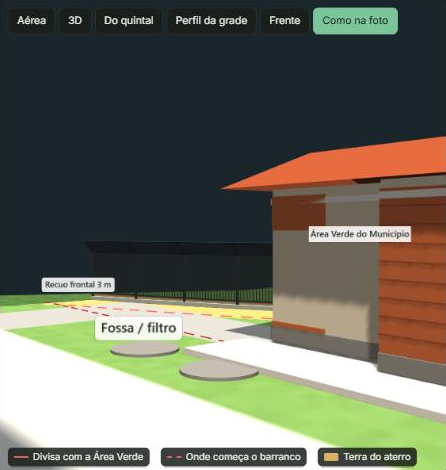 Aérea
3D
Do quintal
Perfil da grade
Frente
Como na foto
Área Verde do Município
Recuo frontal 3 m
Fossa / filtro
Divisa com a Área Verde
Onde começa o barranco
Terra do aterro